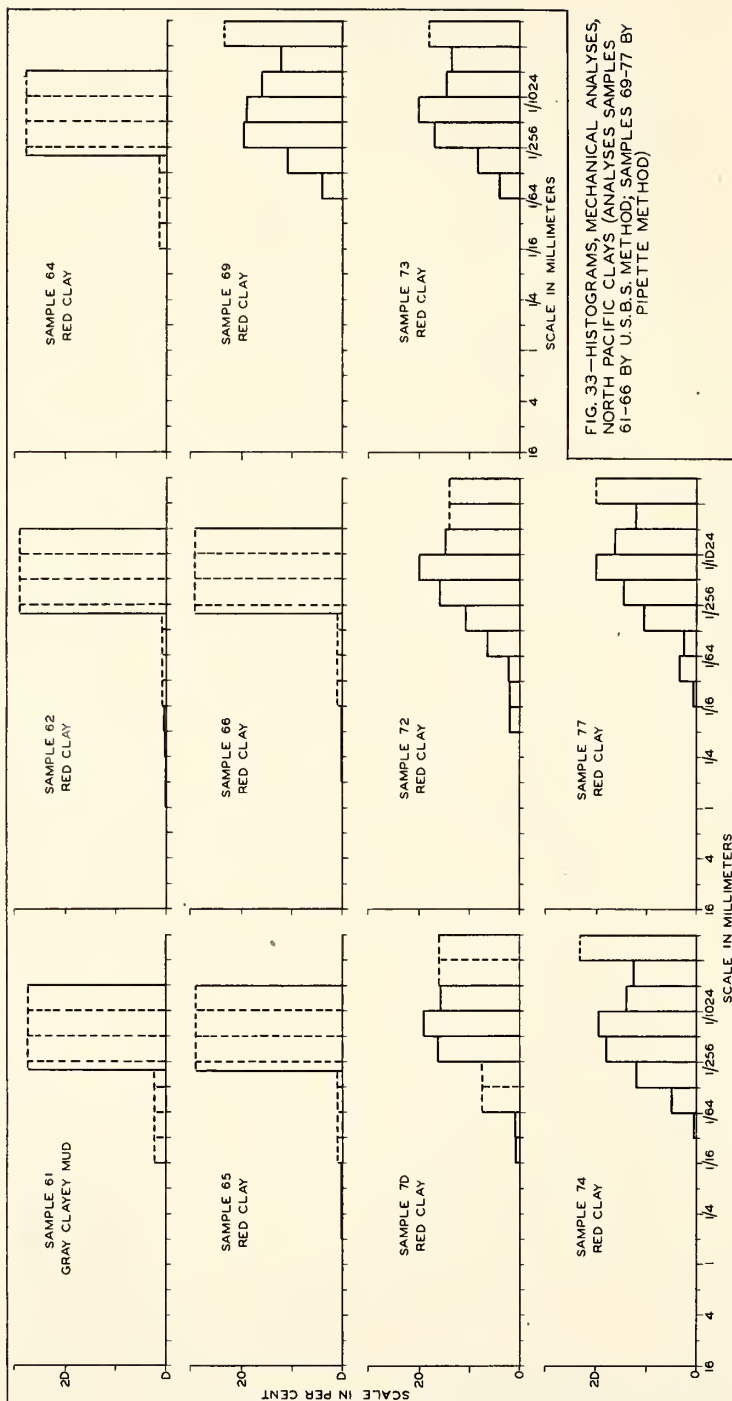 SAMPLE 61
GRAY CLAYEY MUD
SAMPLE 62
RED CLAY
SAMPLE 64
RED CLAY
20
0
SAMPLE 65
RED CLAY
SAMPLE 66
RED CLAY
SAMPLE 69
RED CLAY
20
0
SCALE IN PER CENT
SAMPLE 70
RED CLAY
SAMPLE 72
RED CLAY
SAMPLE 73
RED CLAY
20
0
16 4 1 1/4 1/16 1/64 1/256 1/1024
SCALE IN MILLIMETERS
SAMPLE 74
RED CLAY
SAMPLE 77
RED CLAY
20
0
16 4 1 1/4 1/16 1/64 1/256 1/1024
16 4 1 1/4 1/16 1/64 1/256 1/1024
SCALE IN MILLIMETERS
FIG. 33—HISTOGRAMS, MECHANICAL ANALYSES,
NORTH PACIFIC CLAYS (ANALYSES SAMPLES
61-66 BY U.S.B.S. METHOD; SAMPLES 69-77 BY
PIPETTE METHOD)